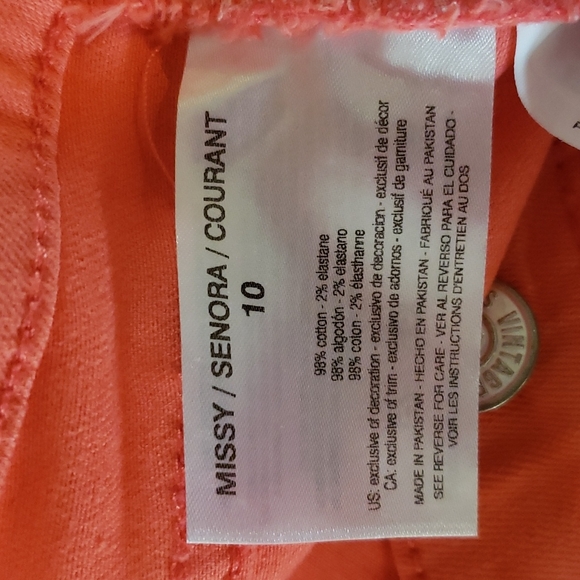 MISSY / SENORA / COURANT
10
98% cotton - 2% elastane
98% algodón - 2% elastano
98% coton - 2% élasthanne
US: exclusive of decoration - exclusivo de decoracion - exclusif de décor
CA: exclusive of trim - exclusivo de adornos - exclusif de garniture
MADE IN PAKISTAN - HECHO EN PAKISTAN - FABRIQUÉ AU PAKISTAN
SEE REVERSE FOR CARE - VER AL REVERSO PARA EL CUIDADO -
VOIR LES INSTRUCTIONS D'ENTRETIEN AU DOS
VINTAGE